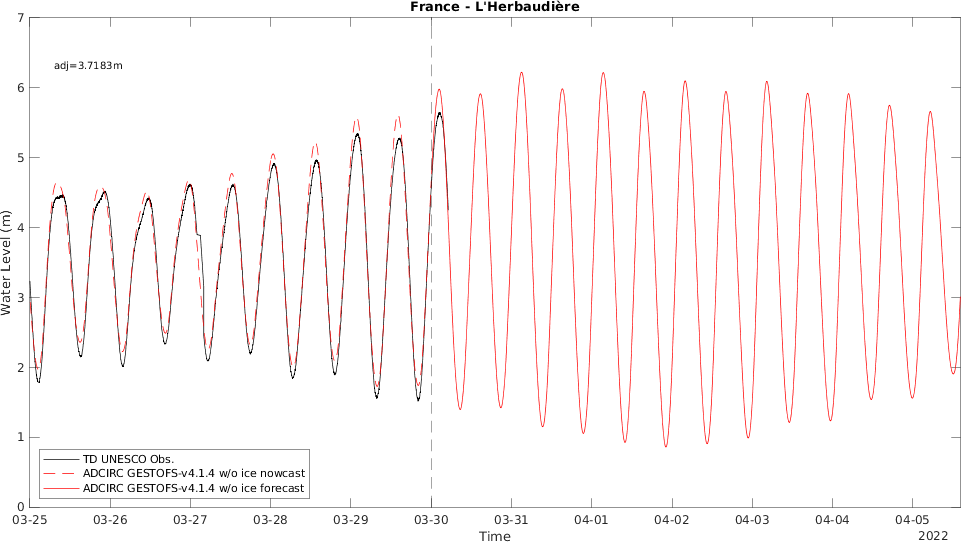 France - L'Herbaudière
7
adj=3.7183m
6
5
4
3
2
1
0
Water Level (m)
TD UNESCO Obs.
ADCIRC GESTOFS-v4.1.4 w/o ice nowcast
ADCIRC GESTOFS-v4.1.4 w/o ice forecast
03-25 03-26 03-27 03-28 03-29 03-30 03-31 04-01 04-02 04-03 04-04 04-05
Time
2022